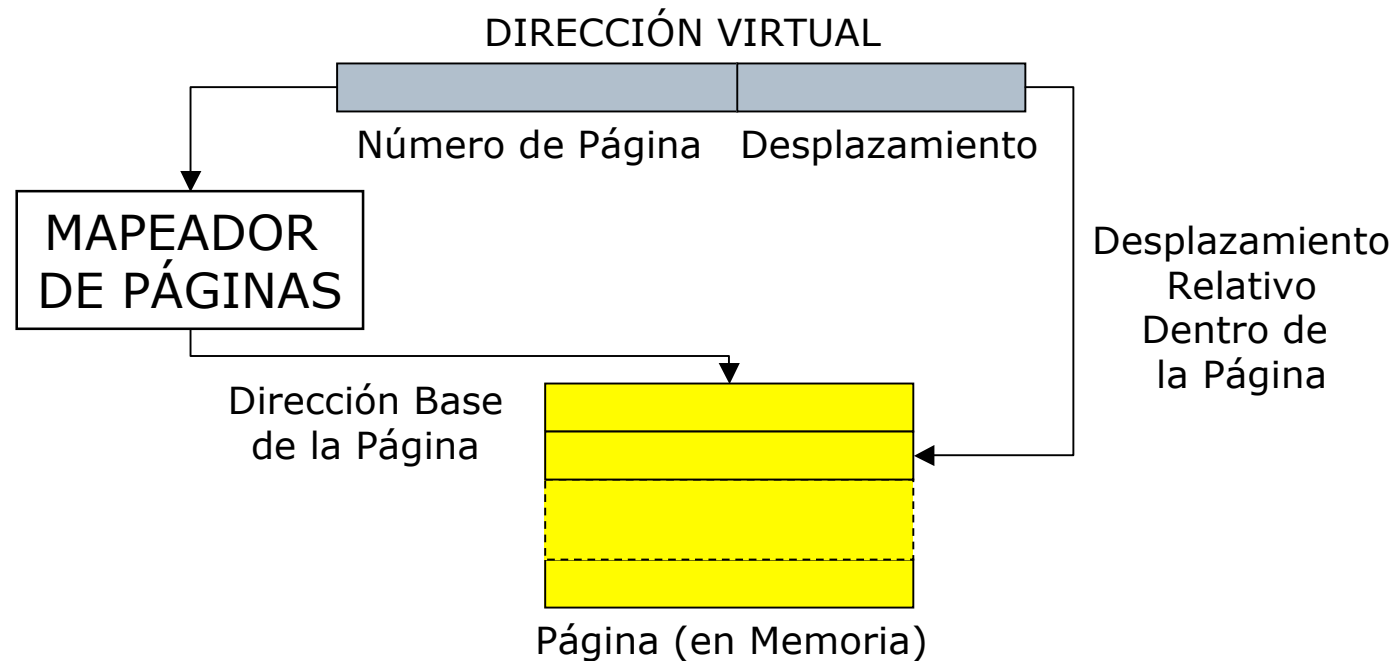 DIRECCIÓN VIRTUAL
Número de Página
Desplazamiento
MAPEADOR
DE PÁGINAS
Desplazamiento
Relativo
Dentro de
la Página
Dirección Base
de la Página
Página (en Memoria)